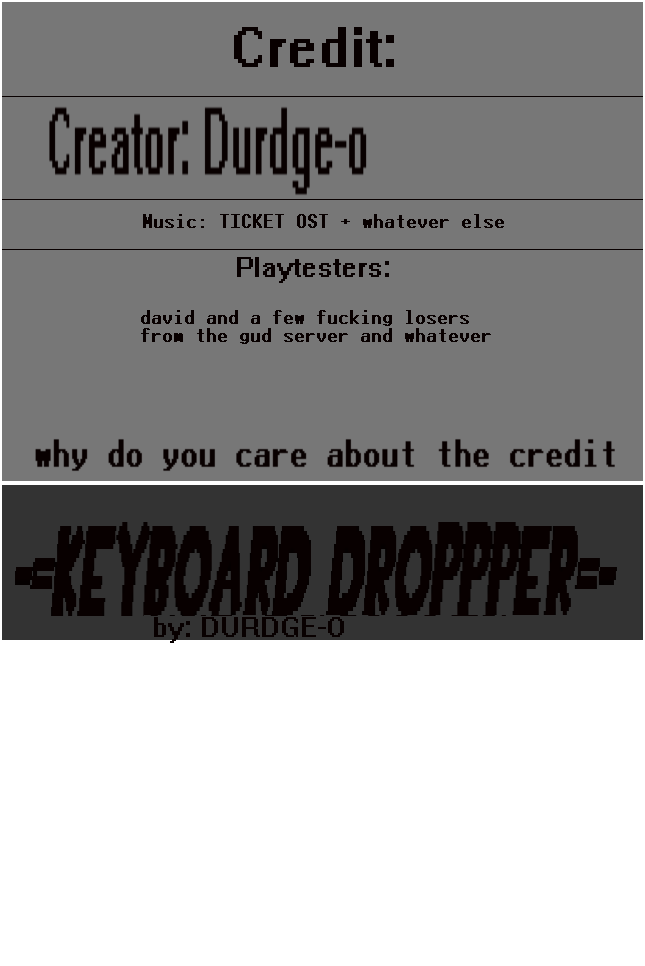 Credit:
Creator: Durdge-o
Music: TICKET OST + whatever else
Playtesters:
david and a few fucking losers
from the gud server and whatever
why do you care about the credit
-=KEYBOARD DROPPPER=-
by: DURDGE-O